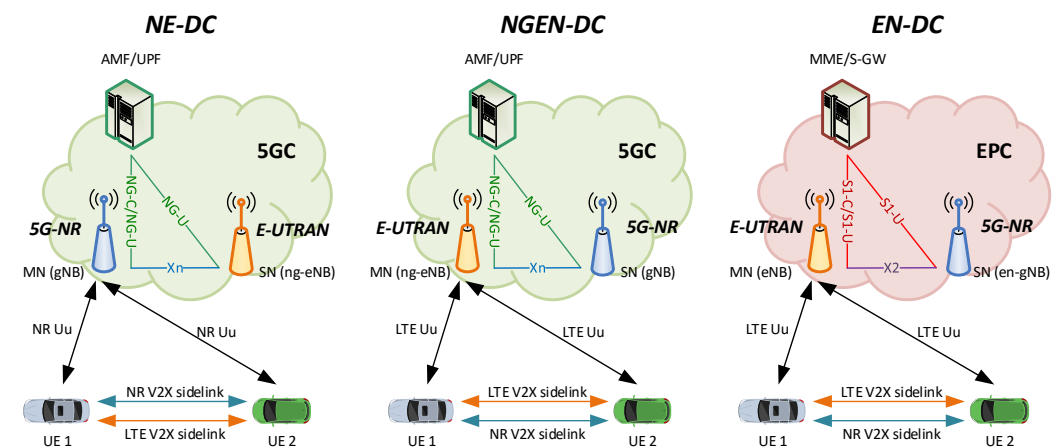 NE-DC
AMF/UPF
5GC
NG-C/NG-U
NG-U
5G-NR
E-UTRAN
MN (gNB)
Xn
SN (ng-eNB)
NR Uu
NR Uu
NR V2X sidelink
LTE V2X sidelink
UE 1
UE 2
NGEN-DC
AMF/UPF
5GC
NG-C/NG-U
NG-U
E-UTRAN
5G-NR
MN (ng-eNB)
Xn
SN (gNB)
LTE Uu
LTE Uu
LTE V2X sidelink
NR V2X sidelink
UE 1
UE 2
EN-DC
MME/S-GW
EPC
S1-C/S1-U
S1-U
E-UTRAN
5G-NR
MN (eNB)
X2
SN (en-gNB)
LTE Uu
LTE Uu
LTE V2X sidelink
NR V2X sidelink
UE 1
UE 2